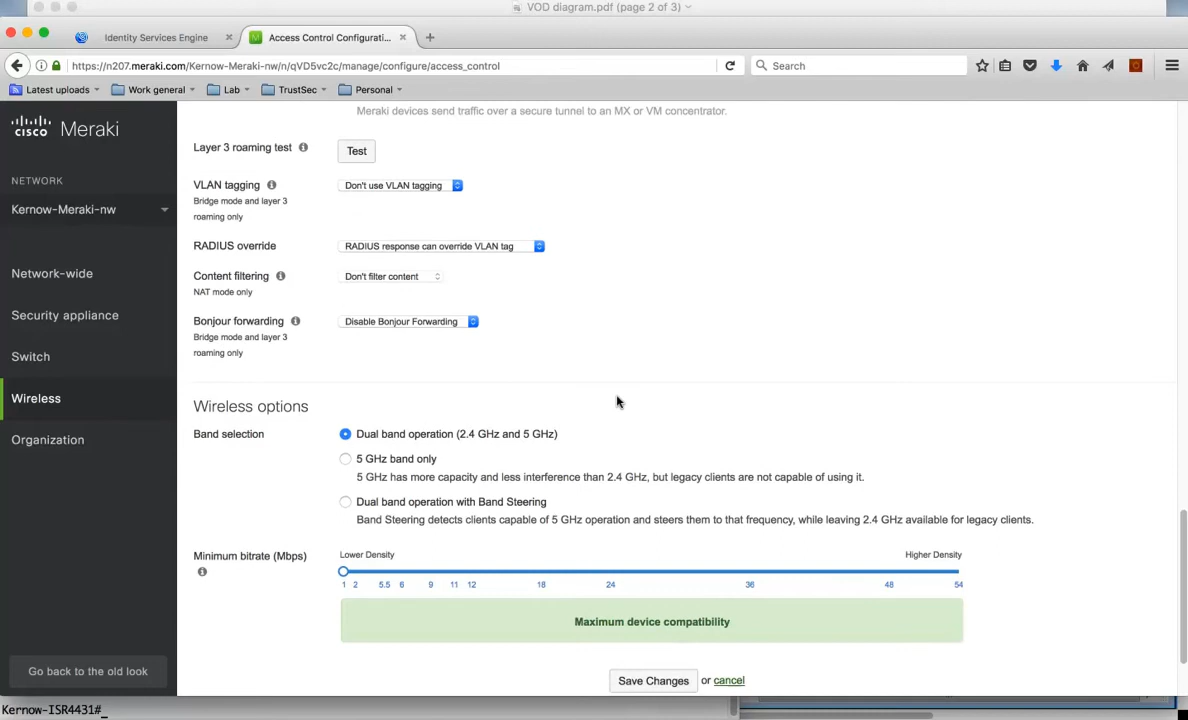 VOD diagram.pdf (page 2 of 3)
Identity Services Engine
Access Control Configurati...
https://n207.meraki.com/Kernow-Meraki-nw/n/qVD5vc2c/manage/configure/access_control
Search
Latest uploads
Work general
Lab
TrustSec
Personal
cisco Meraki
NETWORK
Kernow-Meraki-nw
Network-wide
Security appliance
Switch
Wireless
Organization
Go back to the old look
Meraki devices send traffic over a secure tunnel to an MX or VM concentrator.
Layer 3 roaming test
Test
VLAN tagging
Bridge mode and layer 3
roaming only
Don't use VLAN tagging
RADIUS override
RADIUS response can override VLAN tag
Content filtering
NAT mode only
Don't filter content
Bonjour forwarding
Bridge mode and layer 3
roaming only
Disable Bonjour Forwarding
Wireless options
Band selection
Dual band operation (2.4 GHz and 5 GHz)
5 GHz band only
5 GHz has more capacity and less interference than 2.4 GHz, but legacy clients are not capable of using it.
Dual band operation with Band Steering
Band Steering detects clients capable of 5 GHz operation and steers them to that frequency, while leaving 2.4 GHz available for legacy clients.
Minimum bitrate (Mbps)
Lower Density
Higher Density
1 2 5.5 6 9 11 12 18 24 36 48 54
Maximum device compatibility
Save Changes or cancel
Kernow-ISR4431#_